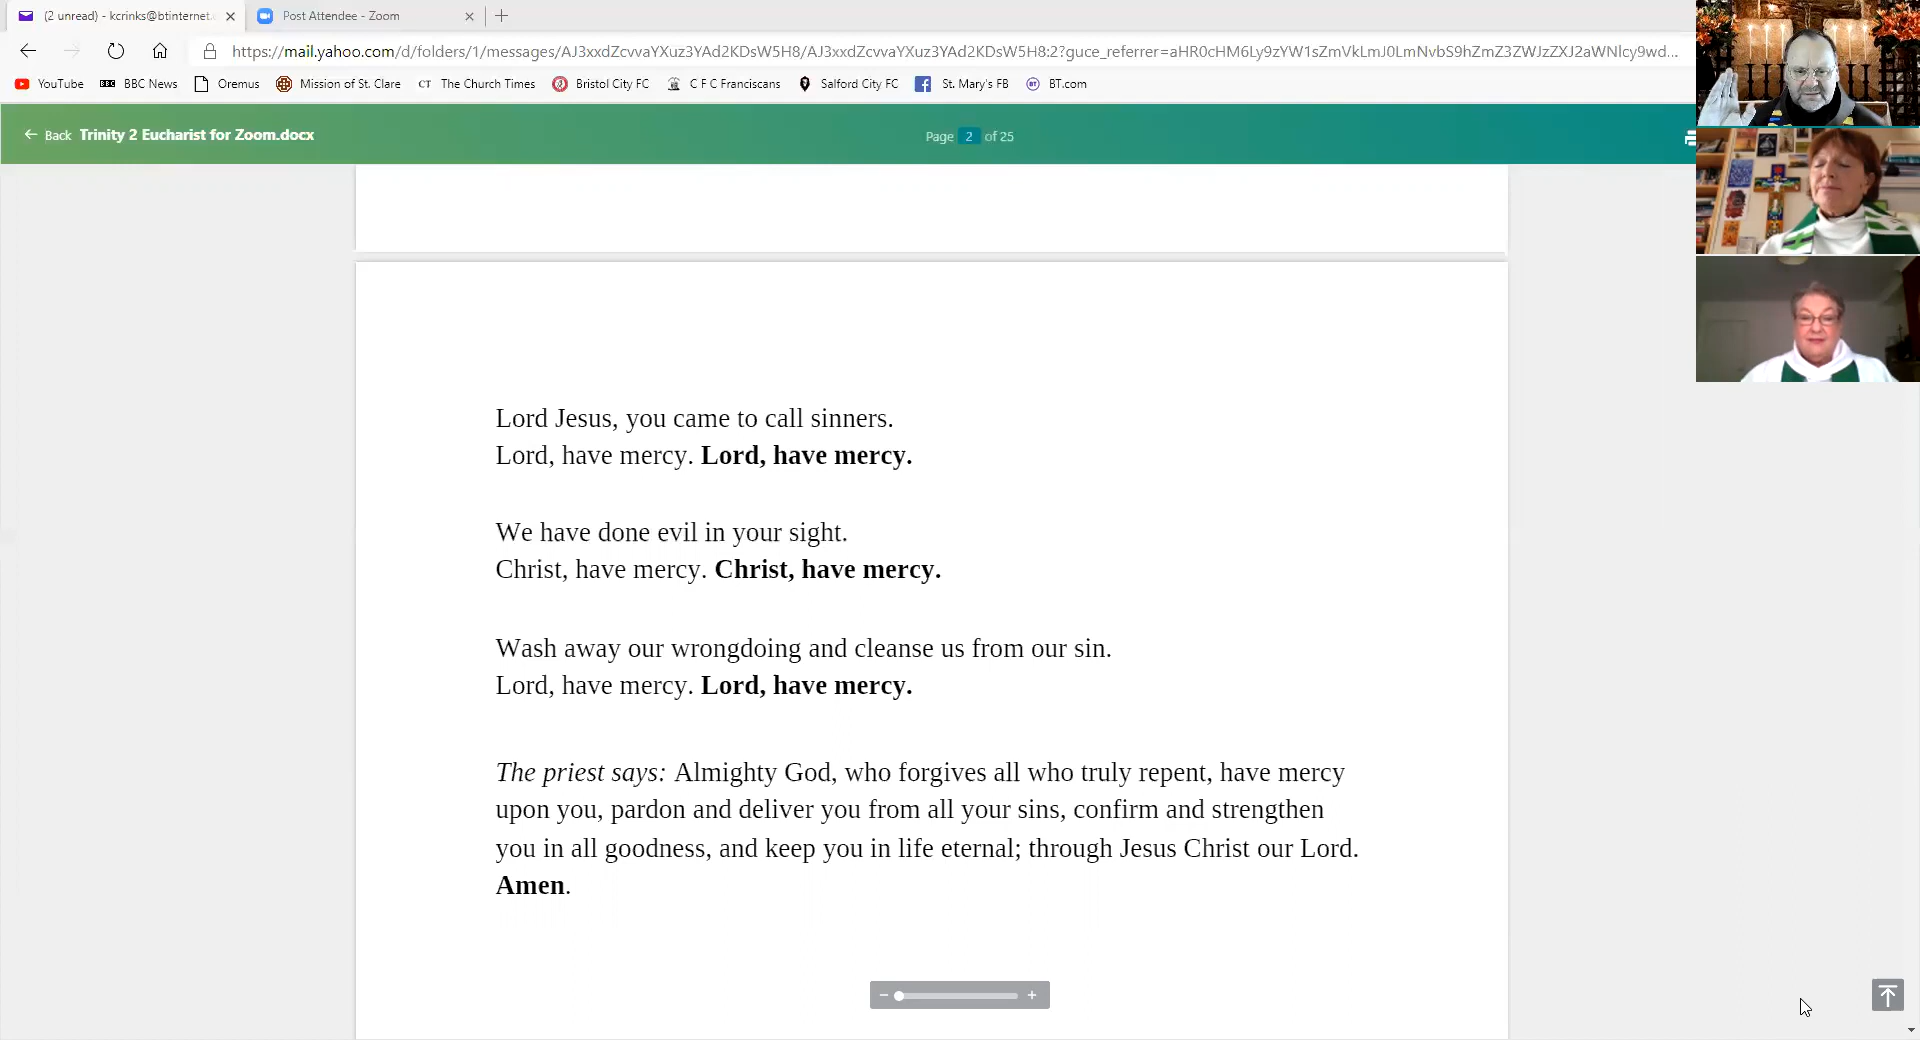 (2 unread) - kcrinks@btinternet.c
Post Attendee - Zoom
https://mail.yahoo.com/d/folders/1/messages/AJ3xxdZcvvaYXuz3YAd2KDsW5H8/AJ3xxdZcvvaYXuz3YAd2KDsW5H8:2?guce_referrer=aHR0cHM6Ly9zYW1sZmVkLmJ0LmNvbS9hZmZ3ZWJzZXJ2aWNlcy9wd...
YouTube BBC News Oremus Mission of St. Clare CT The Church Times Bristol City FC C F C Franciscans Salford City FC St. Mary's FB BT.com
Back Trinity 2 Eucharist for Zoom.docx
Page 2 of 25
Lord Jesus, you came to call sinners.
Lord, have mercy. Lord, have mercy.
We have done evil in your sight.
Christ, have mercy. Christ, have mercy.
Wash away our wrongdoing and cleanse us from our sin.
Lord, have mercy. Lord, have mercy.
The priest says: Almighty God, who forgives all who truly repent, have mercy
upon you, pardon and deliver you from all your sins, confirm and strengthen
you in all goodness, and keep you in life eternal; through Jesus Christ our Lord.
Amen.